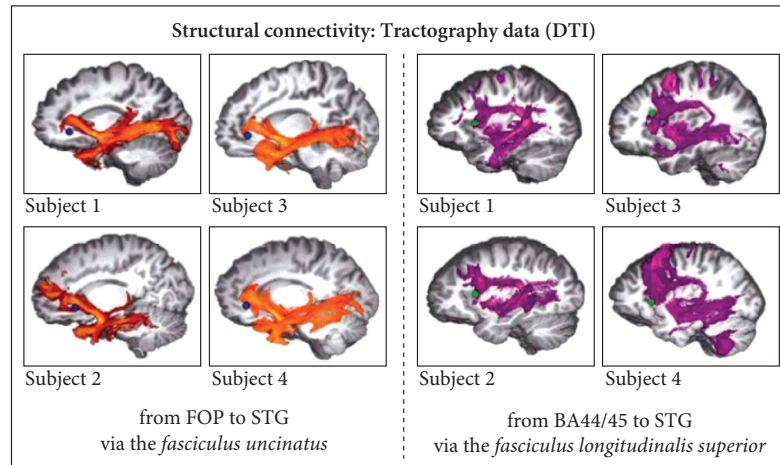 Structural connectivity: Tractography data (DTI)
Subject 1
Subject 3
Subject 2
Subject 4
from FOP to STG
via the fasciculus uncinatus
Subject 1
Subject 3
Subject 2
Subject 4
from BA44/45 to STG
via the fasciculus longitudinalis superior